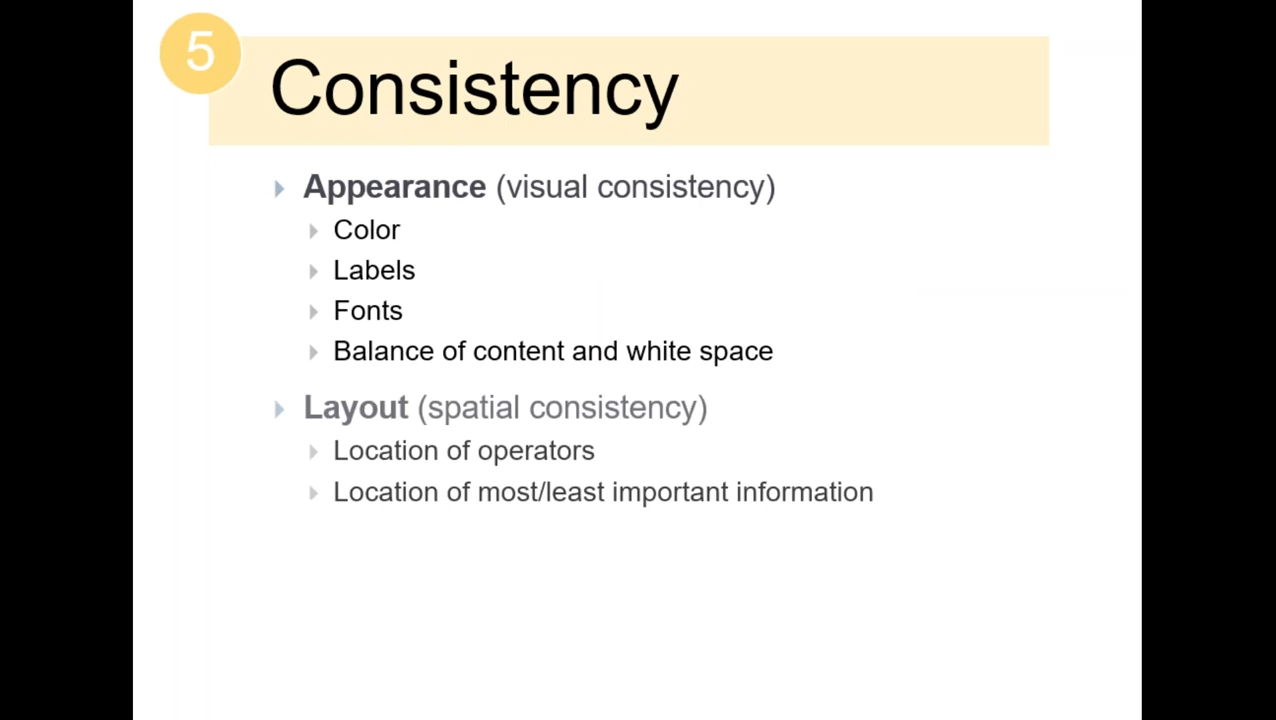 5
Consistency
Appearance (visual consistency)
Color
Labels
Fonts
Balance of content and white space
Layout (spatial consistency)
Location of operators
Location of most/least important information